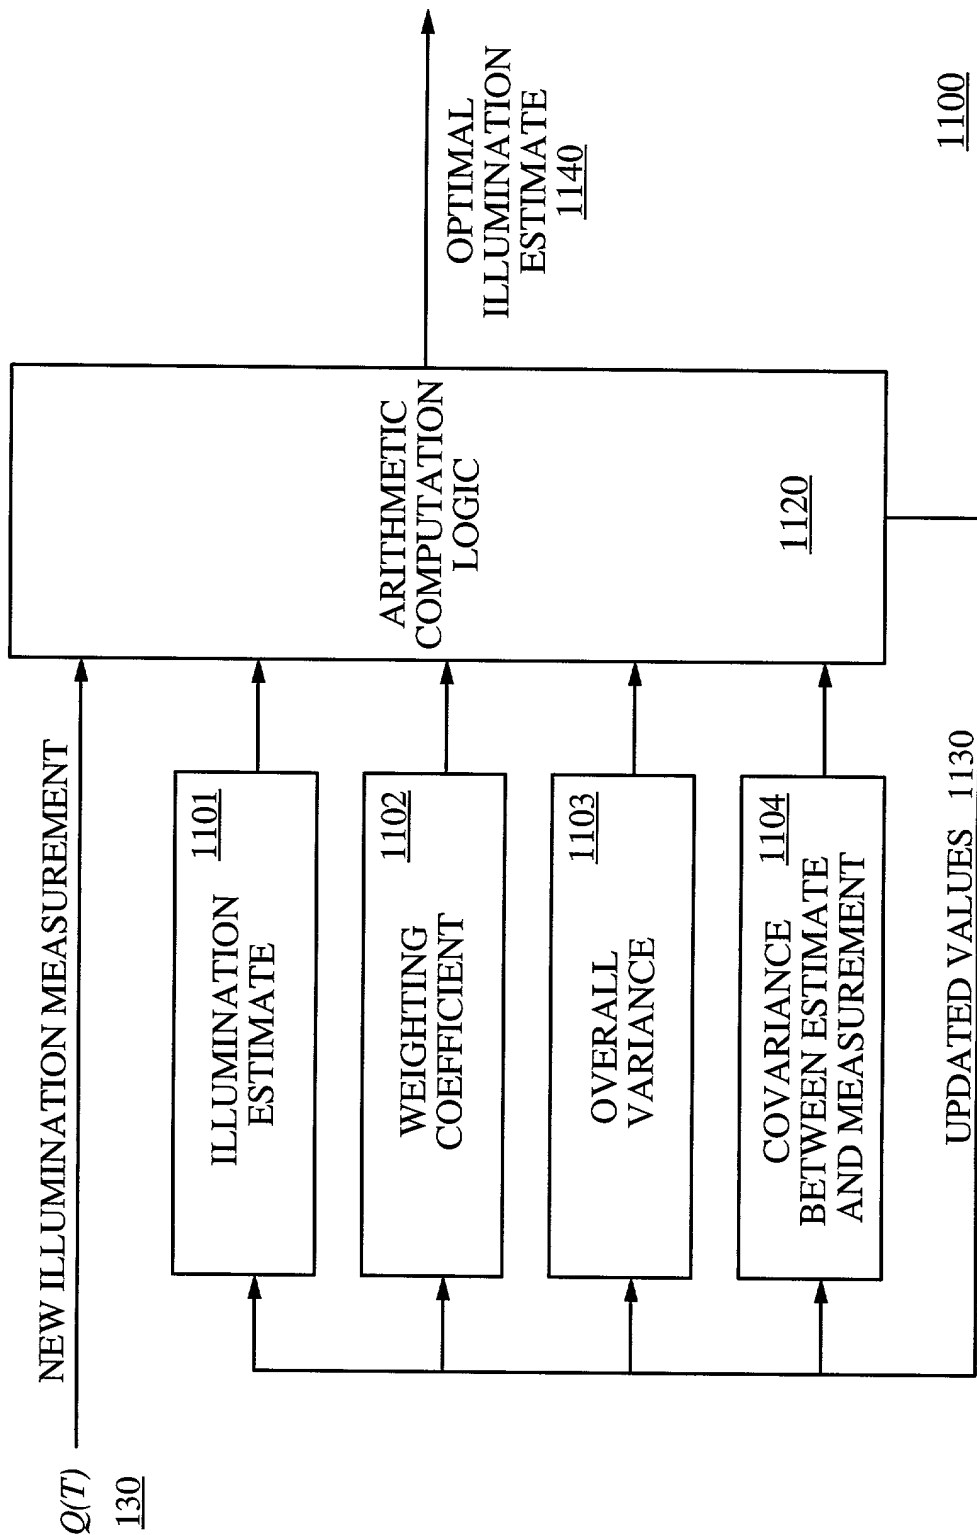 Q(T)
130
NEW ILLUMINATION MEASUREMENT
1101
ILLUMINATION
ESTIMATE
1102
WEIGHTING
COEFFICIENT
1103
OVERALL
VARIANCE
1104
COVARIANCE
BETWEEN ESTIMATE
AND MEASUREMENT
UPDATED VALUES 1130
ARITHMETIC
COMPUTATION
LOGIC
1120
OPTIMAL
ILLUMINATION
ESTIMATE
1140
1100